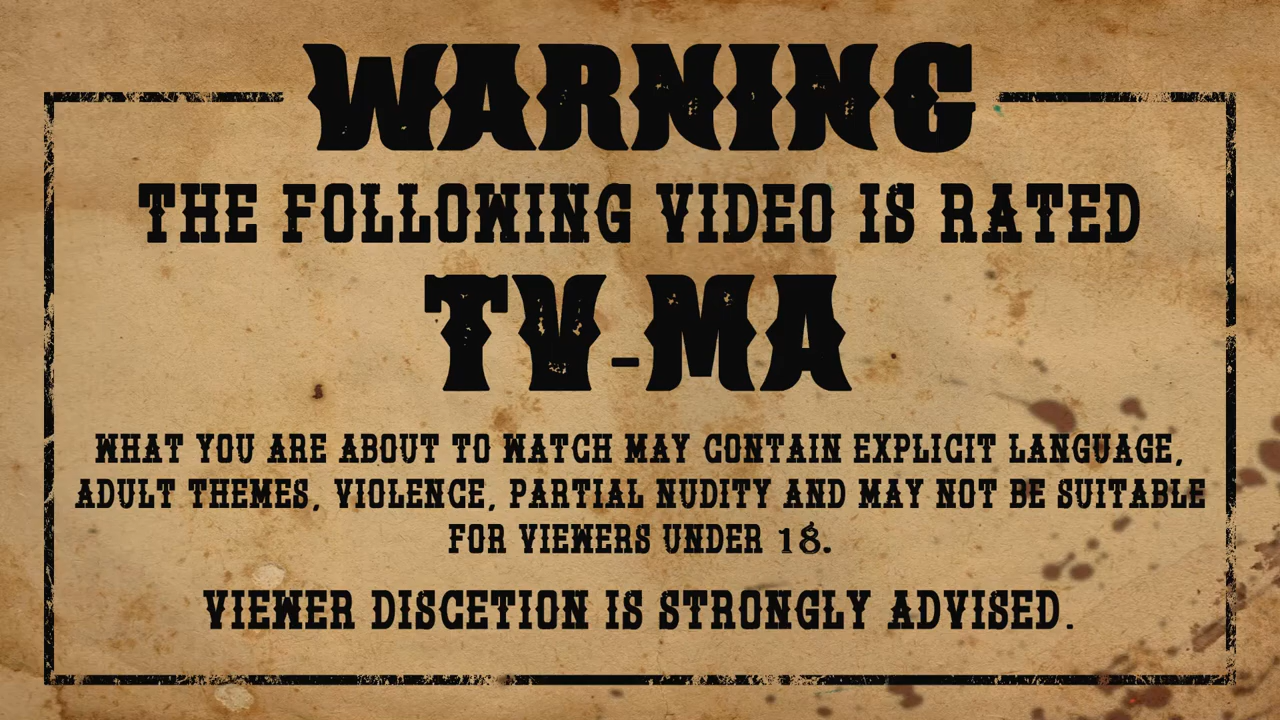 WARNING
THE FOLLOWING VIDEO IS RATED
TV-MA
WHAT YOU ARE ABOUT TO WATCH MAY CONTAIN EXPLICIT LANGUAGE,
ADULT THEMES, VIOLENCE, PARTIAL NUDITY AND MAY NOT BE SUITABLE
FOR VIEWERS UNDER 18.
VIEWER DISCETION IS STRONGLY ADVISED.